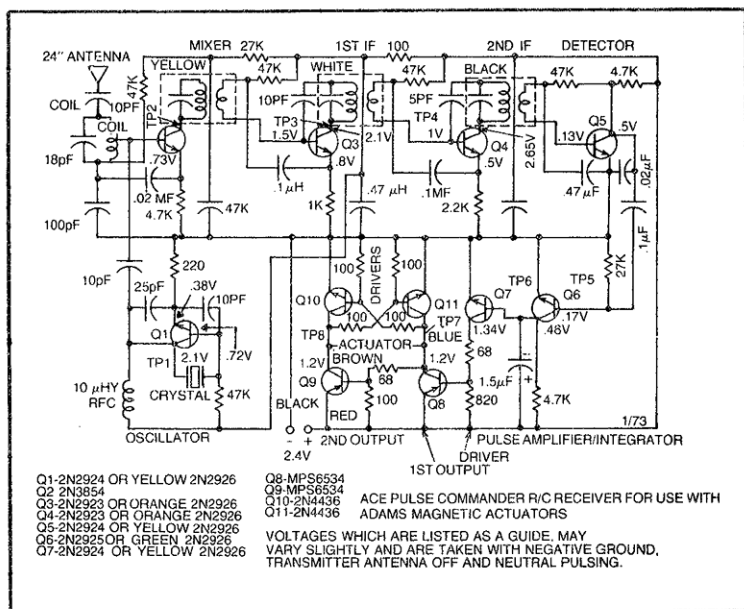 MIXER 27K 1ST IF 100 2ND IF DETECTOR
24" ANTENNA YELLOW WHITE BLACK
47K 47K 47K 47K 4.7K
COIL 10PF TP2 10PF 5PF
COIL TP3 TP4 Q5
1.5V 2.1V 1V .13V .5V
18pF Q3 Q4 2.65V
.73V .8V .5V .02µF
.02 MF .1µH .47µH .1MF .47µF
4.7K 47K 1K 2.2K .1µF
100pF 27K
10pF 220 100 DRIVERS 100 TP6 TP5
25pF .38V 10PF Q10 Q11 Q7 Q6
Q1 100 100 TP7 1.34V .17V
TP8 BLUE .48V
TP1 2.1V .72V ACTUATOR 68
1.2V BROWN 1.2V
10 µHY RFC CRYSTAL 47K Q9 68 Q8 1.5µF - +
BLACK RED 100 820 4.7K
OSCILLATOR - + 2ND OUTPUT PULSE AMPLIFIER/INTEGRATOR 1/73
2.4V DRIVER
1ST OUTPUT
Q1-2N2924 OR YELLOW 2N2926
Q2 2N3854
Q3-2N2923 OR ORANGE 2N2926
Q4-2N2923 OR ORANGE 2N2926
Q5-2N2924 OR YELLOW 2N2926
Q6-2N2925OR GREEN 2N2926
Q7-2N2924 OR YELLOW 2N2926
Q8-MPS6534
Q9-MPS6534
Q10-2N4436
Q11-2N4436
ACE PULSE COMMANDER R/C RECEIVER FOR USE WITH
ADAMS MAGNETIC ACTUATORS
VOLTAGES WHICH ARE LISTED AS A GUIDE, MAY
VARY SLIGHTLY AND ARE TAKEN WITH NEGATIVE GROUND,
TRANSMITTER ANTENNA OFF AND NEUTRAL PULSING.